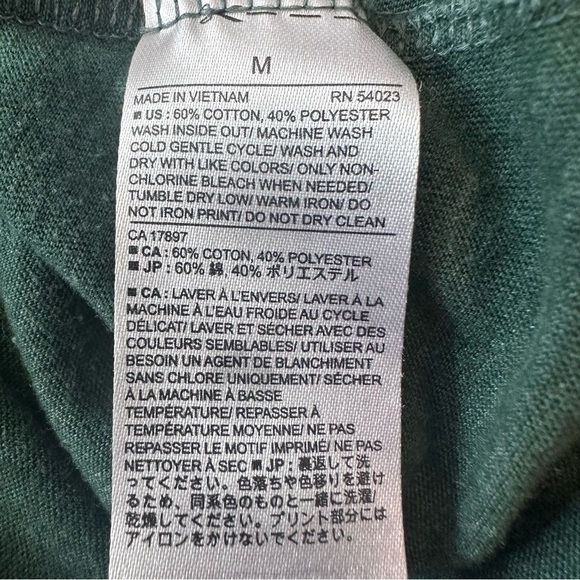 M
MADE IN VIETNAM RN 54023
■ US : 60% COTTON, 40% POLYESTER
WASH INSIDE OUT/ MACHINE WASH
COLD GENTLE CYCLE/ WASH AND
DRY WITH LIKE COLORS/ ONLY NON-
CHLORINE BLEACH WHEN NEEDED/
TUMBLE DRY LOW/ WARM IRON/ DO
NOT IRON PRINT/ DO NOT DRY CLEAN
CA 17897
■ CA : 60% COTON, 40% POLYESTER
■ JP : 60% 綿, 40% ポリエステル
■ CA : LAVER À L'ENVERS/ LAVER À LA
MACHINE À L'EAU FROIDE AU CYCLE
DÉLICAT/ LAVER ET SÉCHER AVEC DES
COULEURS SEMBLABLES/ UTILISER AU
BESOIN UN AGENT DE BLANCHIMENT
SANS CHLORE UNIQUEMENT/ SÉCHER
À LA MACHINE À BASSE
TEMPÉRATURE/ REPASSER À
TEMPÉRATURE MOYENNE/ NE PAS
REPASSER LE MOTIF IMPRIMÉ/ NE PAS
NETTOYER À SEC ■ JP : 裏返して洗
ってください。色落ちや色移りを避け
るため、同系色のものと一緒に洗濯/
乾燥してください。プリント部分には
アイロンをかけないでください。